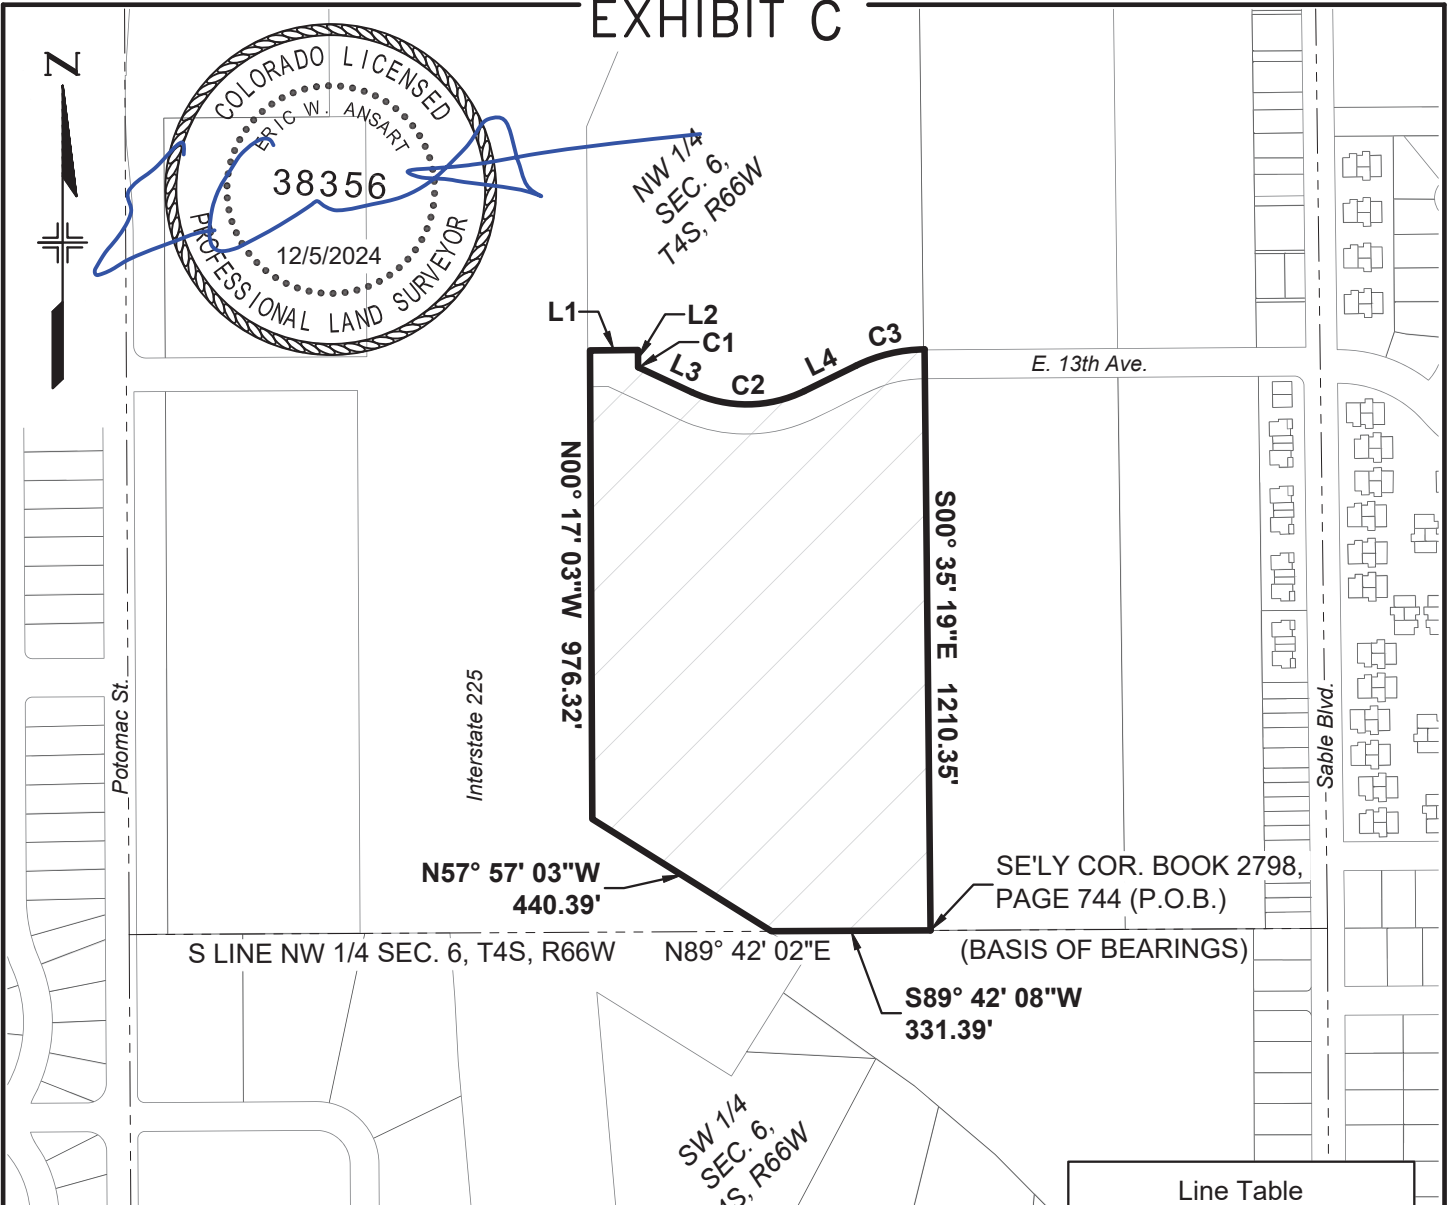 EXHIBIT C
N
COLORADO LICENSED
ERIC W. ANSART
38356
12/5/2024
PROFESSIONAL LAND SURVEYOR
NW 1/4
SEC. 6,
T4S, R66W
L1
L2
C1
L3
C2
L4
C3
E. 13th Ave.
N00° 17' 03"W 976.32'
S00° 35' 19"E 1210.35'
Potomac St.
Interstate 225
Sable Blvd.
N57° 57' 03"W
440.39'
SE'LY COR. BOOK 2798,
PAGE 744 (P.O.B.)
S LINE NW 1/4 SEC. 6, T4S, R66W N89° 42' 02"E (BASIS OF BEARINGS)
S89° 42' 08"W
331.39'
SW 1/4
SEC. 6,
4S, R66W
Line Table